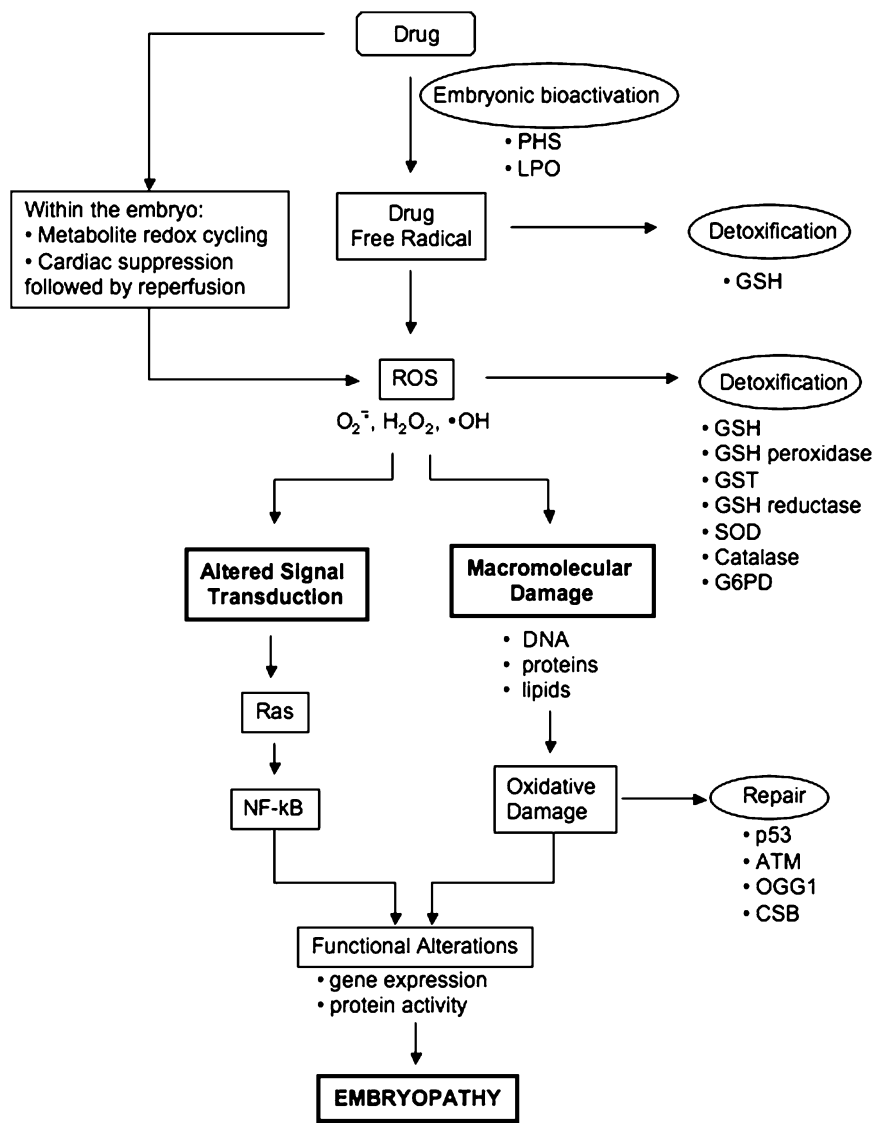 Drug
Embryonic bioactivation
• PHS
• LPO
Within the embryo:
• Metabolite redox cycling
• Cardiac suppression
followed by reperfusion
Drug
Free Radical
Detoxification
• GSH
ROS
O₂⁻•, H₂O₂, •OH
Detoxification
• GSH
• GSH peroxidase
• GST
• GSH reductase
• SOD
• Catalase
• G6PD
Altered Signal
Transduction
Macromolecular
Damage
• DNA
• proteins
• lipids
Ras
NF-kB
Oxidative
Damage
Repair
• p53
• ATM
• OGG1
• CSB
Functional Alterations
• gene expression
• protein activity
EMBRYOPATHY